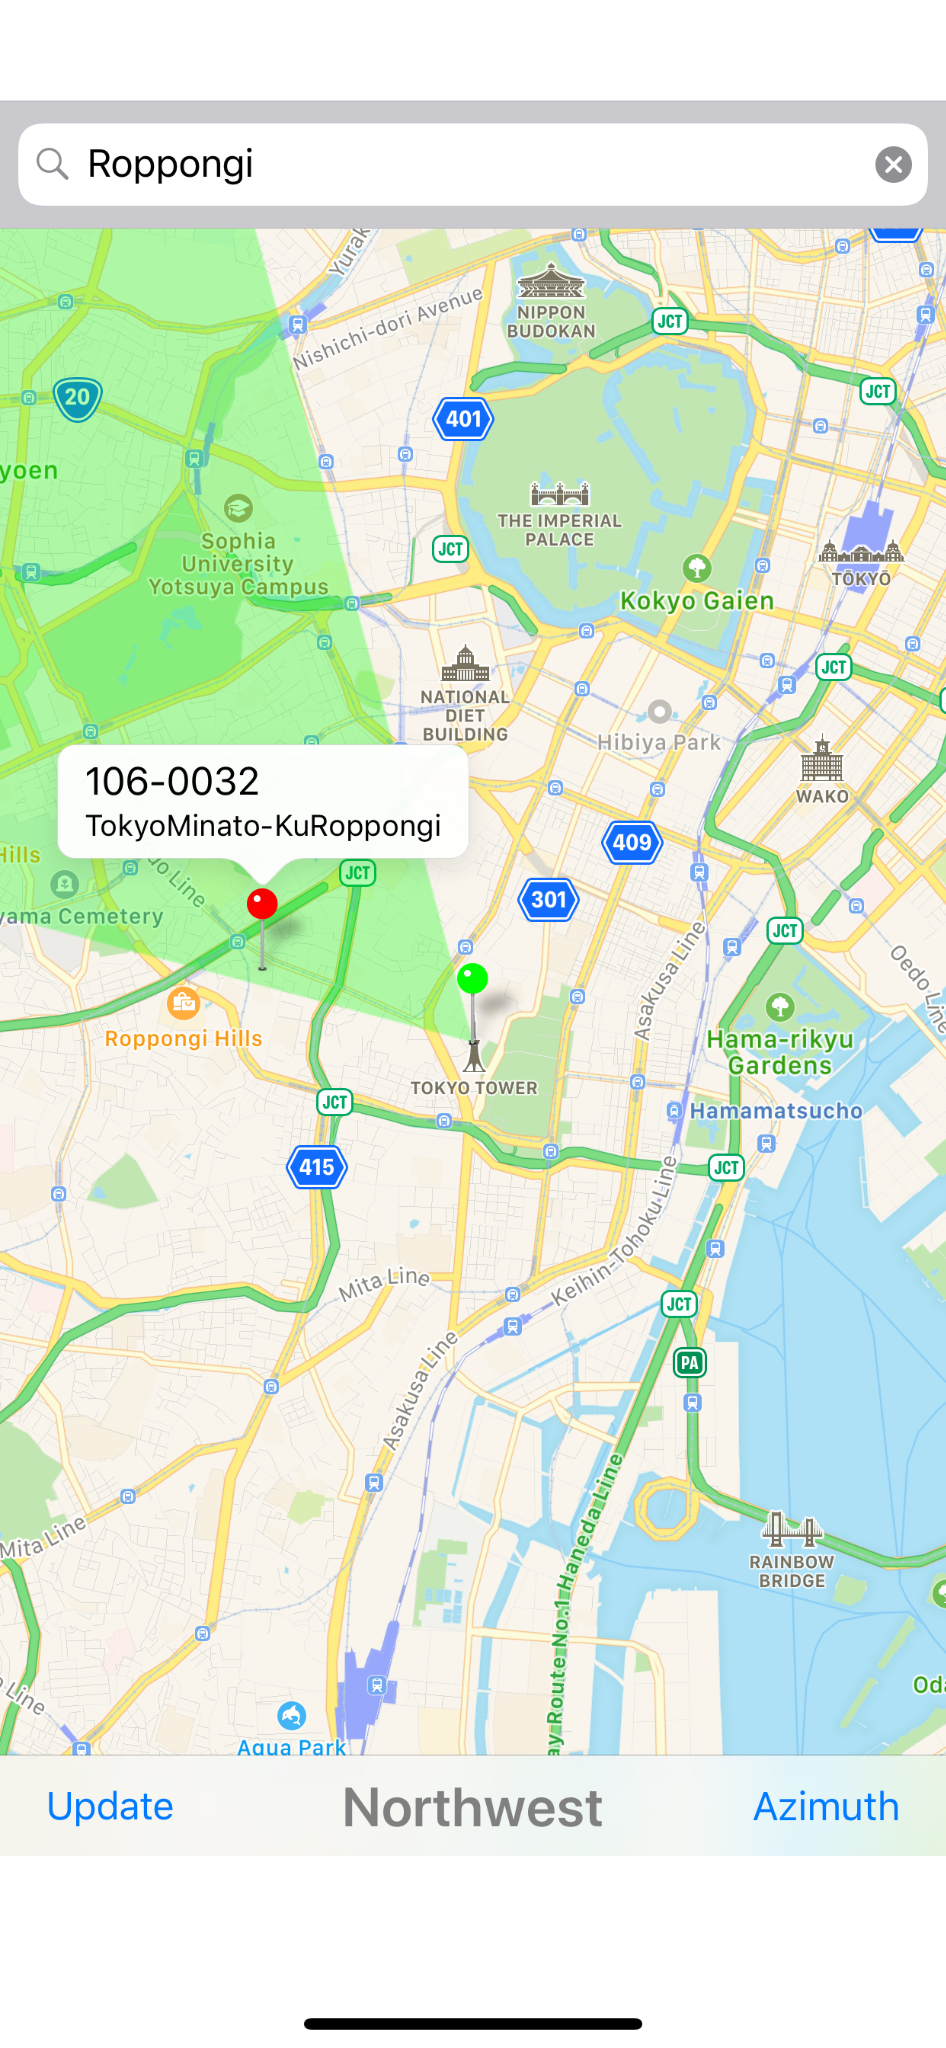 Roppongi
Yurak
Nishichi-dori Avenue
NIPPON
BUDOKAN
JCT
JCT
20
401
yoen
THE IMPERIAL
PALACE
Sophia
University
Yotsuya Campus
JCT
TŌKYŌ
Kokyo Gaien
NATIONAL
DIET
BUILDING
JCT
Hibiya Park
WAKO
106-0032
TokyoMinato-KuRoppongi
409
Hills
do Line
JCT
301
yama Cemetery
JCT
Asakusa Line
Oedo Line
Roppongi Hills
Hama-rikyu
Gardens
TOKYO TOWER
JCT
Hamamatsucho
415
JCT
Mita Line
Keihin-Tohoku Line
JCT
PA
Asakusa Line
Mita Line
ay Route No.1 Haneda Line
RAINBOW
BRIDGE
o Line
Oda
Aqua Park
Update
Northwest
Azimuth